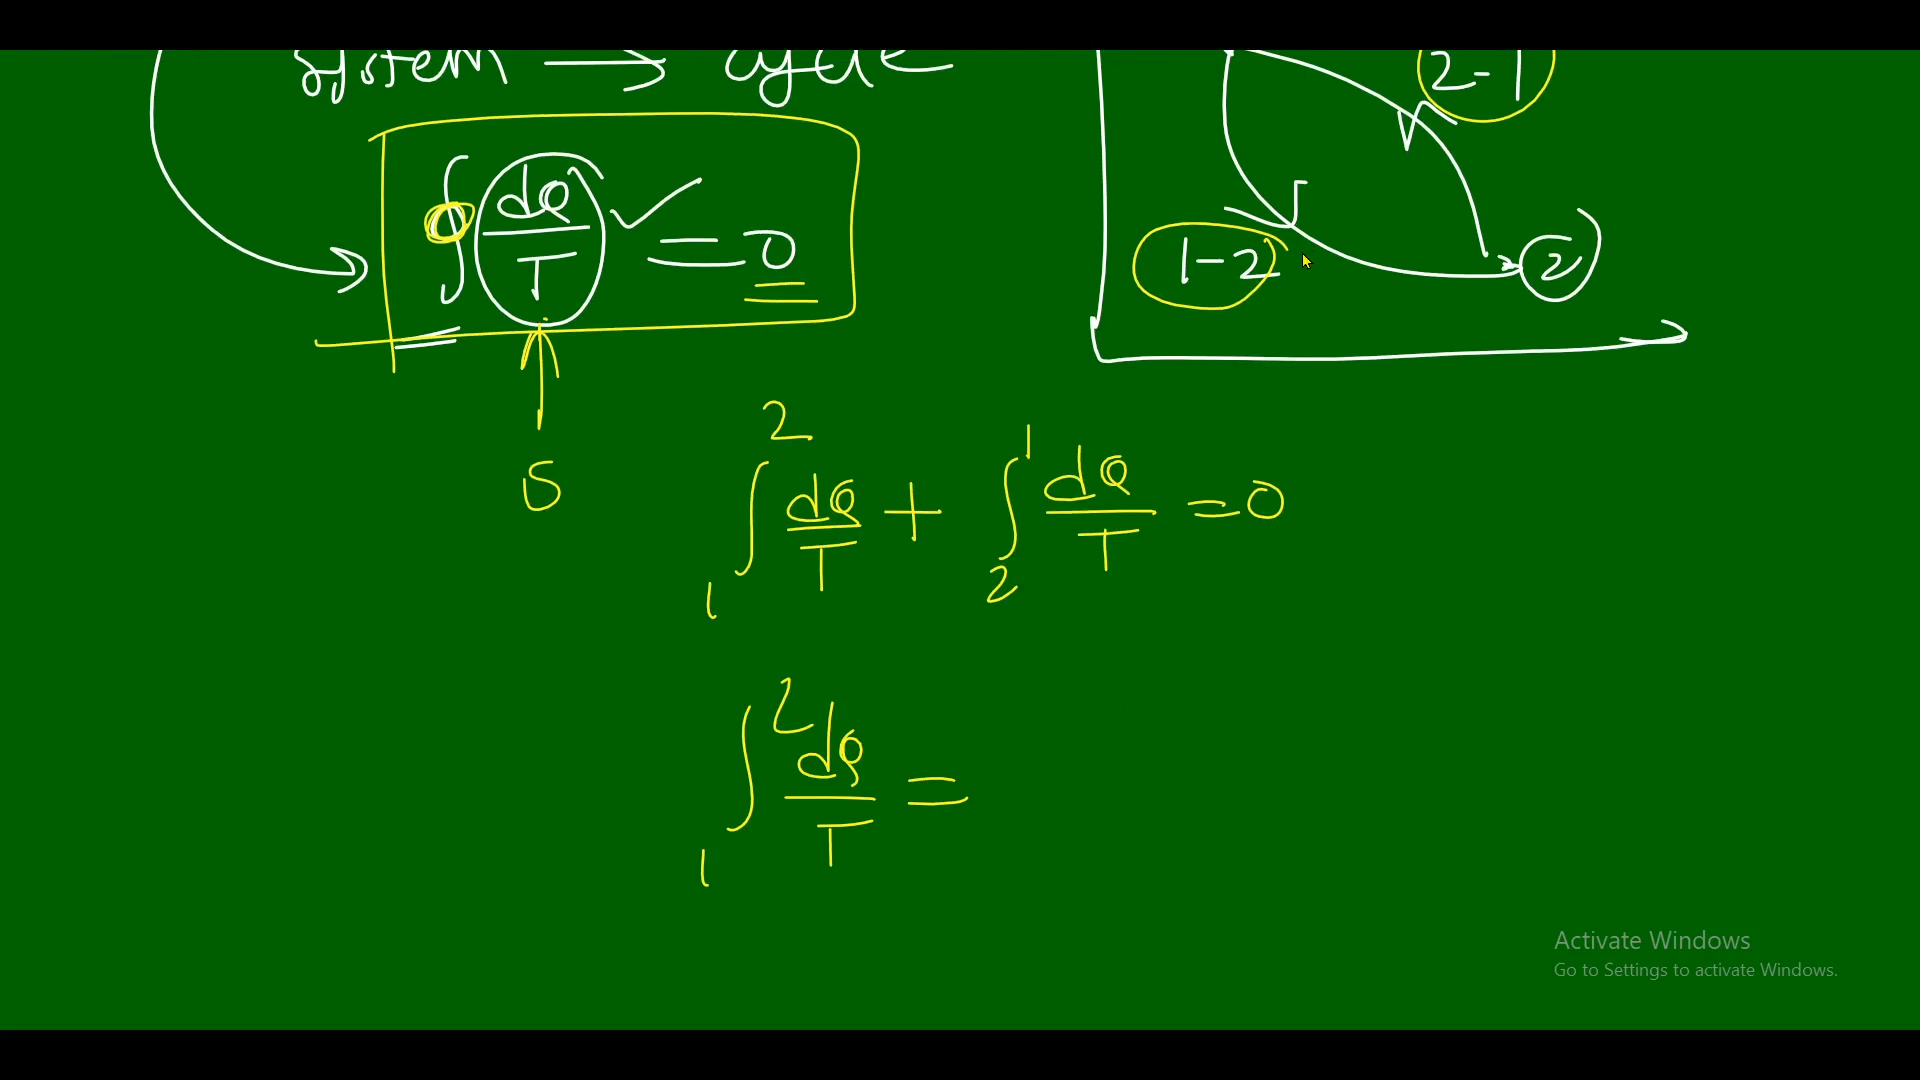 system → cycle
2-1
∮ dQ/T = 0
1-2
2
S
∫₁² dQ/T + ∫₂¹ dQ/T = 0
∫₁² dQ/T =
Activate Windows
Go to Settings to activate Windows.